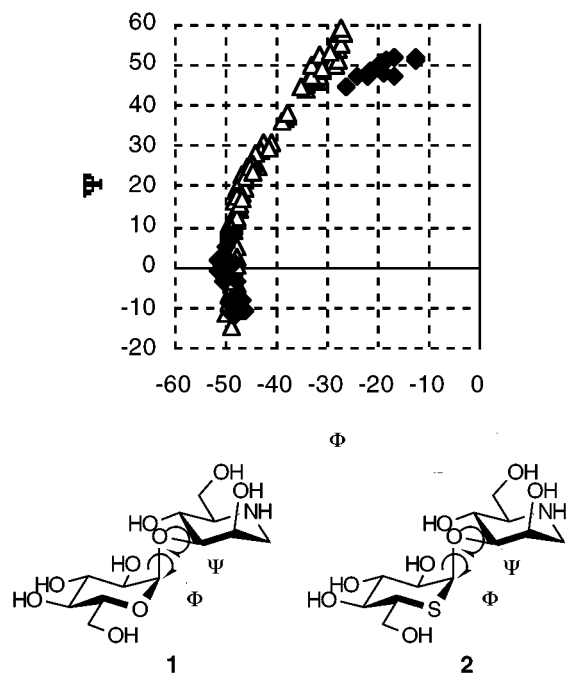 60
50
40
30
20
10
0
-10
-20
Ψ
-60 -50 -40 -30 -20 -10 0
Φ
OH OH
OH NH OH NH
HO HO
O O
HO Ψ HO Ψ
HO HO
HO O Φ HO S Φ
OH OH
1 2